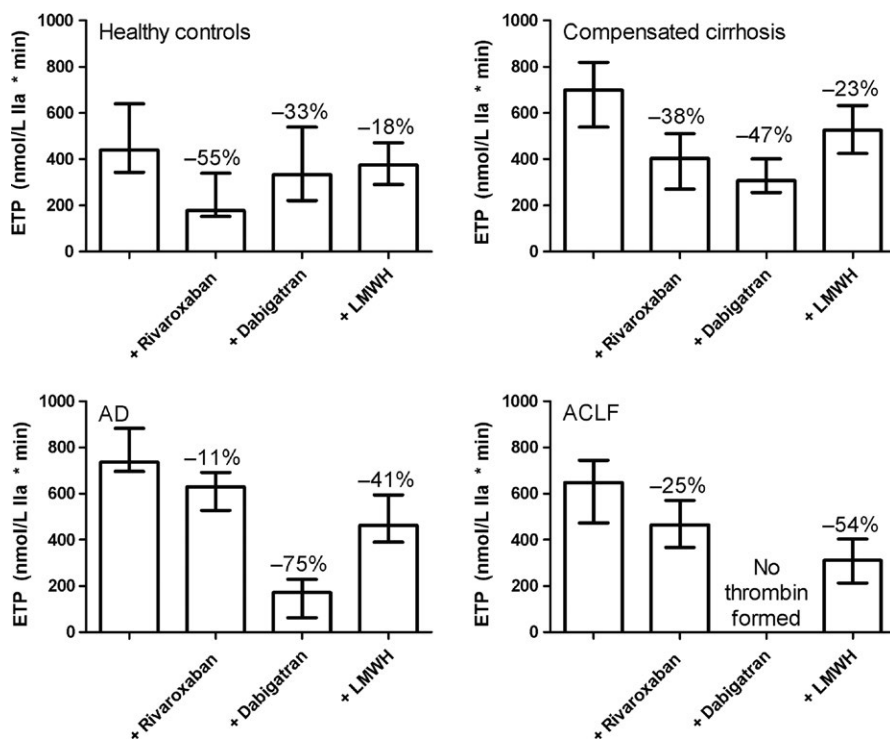 Healthy controls
ETP (nmol/L IIa * min)
1000
800
600
400
200
0
–55%
–33%
–18%
+ Rivaroxaban
+ Dabigatran
+ LMWH
Compensated cirrhosis
ETP (nmol/L IIa * min)
1000
800
600
400
200
0
–38%
–47%
–23%
+ Rivaroxaban
+ Dabigatran
+ LMWH
AD
ETP (nmol/L IIa * min)
1000
800
600
400
200
0
–11%
–75%
–41%
+ Rivaroxaban
+ Dabigatran
+ LMWH
ACLF
ETP (nmol/L IIa * min)
1000
800
600
400
200
0
–25%
No
thrombin
formed
–54%
+ Rivaroxaban
+ Dabigatran
+ LMWH